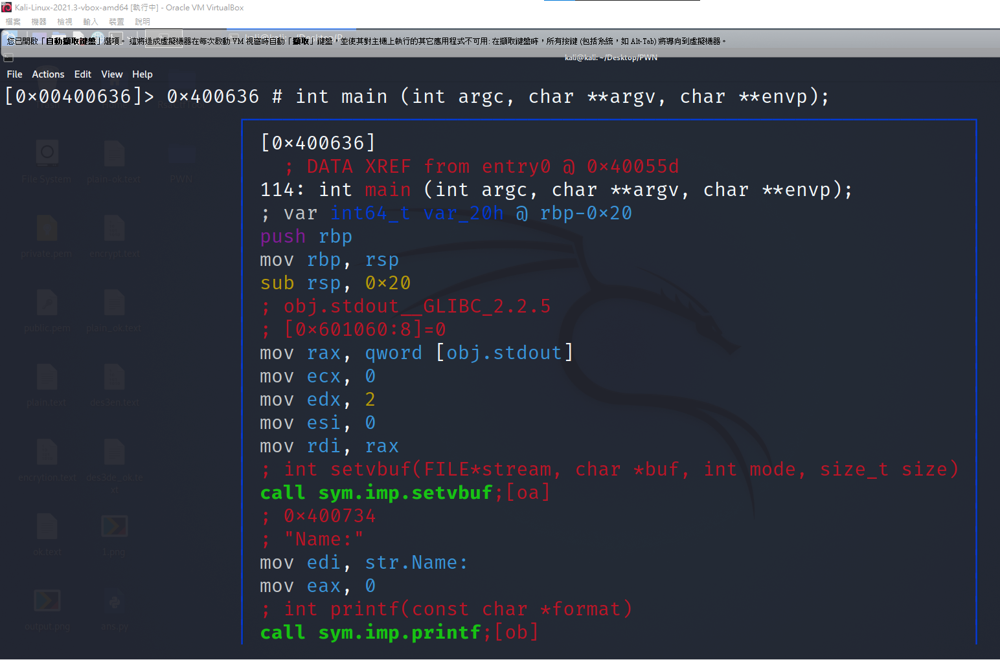 Kali-Linux-2021.3-vbox-amd64 [執行中] - Oracle VM VirtualBox
檔案 機器 檢視 輸入 裝置 說明
您已開啟「自動擷取鍵盤」選項。 這將造成虛擬機器在每次啟動 VM 視窗時自動「擷取」鍵盤，並使其對主機上執行的其它應用程式不可用: 在擷取鍵盤時，所有按鍵 (包括系統，如 Alt-Tab) 將導向到虛擬機器。
kali@kali: ~/Desktop/PWN
File Actions Edit View Help
[0×00400636]> 0×400636 # int main (int argc, char **argv, char **envp);
[0×400636]
; DATA XREF from entry0 @ 0×40055d
114: int main (int argc, char **argv, char **envp);
; var int64_t var_20h @ rbp-0×20
push rbp
mov rbp, rsp
sub rsp, 0×20
; obj.stdout__GLIBC_2.2.5
; [0×601060:8]=0
mov rax, qword [obj.stdout]
mov ecx, 0
mov edx, 2
mov esi, 0
mov rdi, rax
; int setvbuf(FILE*stream, char *buf, int mode, size_t size)
call sym.imp.setvbuf;[oa]
; 0×400734
; "Name:"
mov edi, str.Name:
mov eax, 0
; int printf(const char *format)
call sym.imp.printf;[ob]
File System plain-ok.text PWN
private.pem encrypt.text
public.pem plain_ok.text
plain.text des3en.text
encrytion.text des3de_ok.te
xt
ok.text 1.png
output.png ans.py